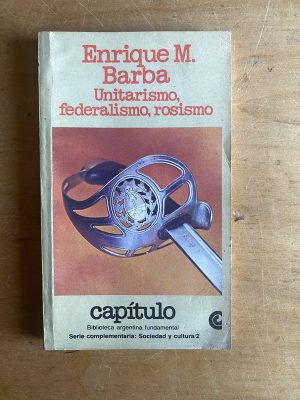 Enrique M.
Barba
Unitarismo,
federalismo, rosismo
capítulo
Biblioteca argentina fundamental
Serie complementaria: Sociedad y cultura/2